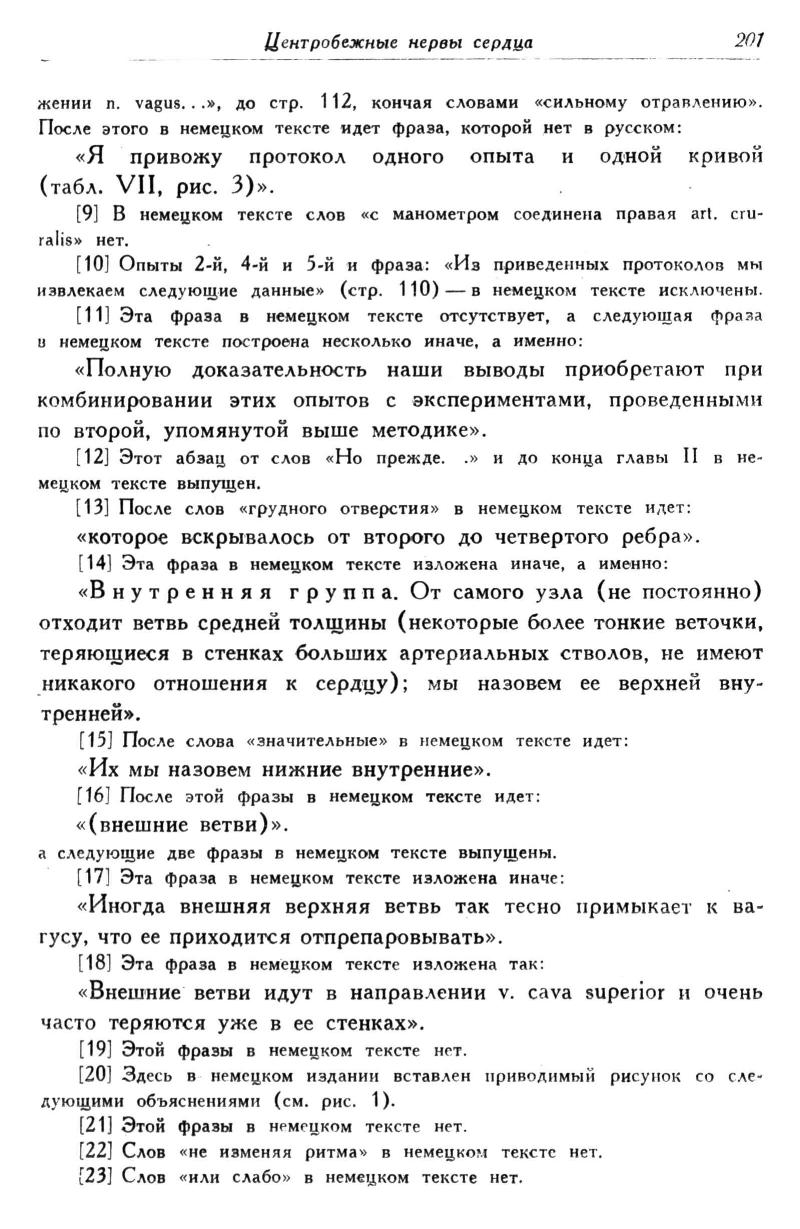 Центробежные нервы сердца 201
жении n. vagus. . .», до стр. 112, кончая словами «сильному отравлению».
После этого в немецком тексте идет фраза, которой нет в русском:
«Я привожу протокол одного опыта и одной кривой
(табл. VII, рис. 3)».
[9] В немецком тексте слов «с манометром соединена правая art. cru-
ralis» нет.
[10] Опыты 2-й, 4-й и 5-й и фраза: «Из приведенных протоколов мы
извлекаем следующие данные» (стр. 110) — в немецком тексте исключены.
[11] Эта фраза в немецком тексте отсутствует, а следующая фраза
в немецком тексте построена несколько иначе, а именно:
«Полную доказательность наши выводы приобретают при
комбинировании этих опытов с экспериментами, проведенными
по второй, упомянутой выше методике».
[12] Этот абзац от слов «Но прежде. .» и до конца главы II в не-
мецком тексте выпущен.
[13] После слов «грудного отверстия» в немецком тексте идет:
«которое вскрывалось от второго до четвертого ребра».
[14] Эта фраза в немецком тексте изложена иначе, а именно:
«Внутренняя группа. От самого узла (не постоянно)
отходит ветвь средней толщины (некоторые более тонкие веточки,
теряющиеся в стенках больших артериальных стволов, не имеют
никакого отношения к сердцу); мы назовем ее верхней вну-
тренней».
[15] После слова «значительные» в немецком тексте идет:
«Их мы назовем нижние внутренние».
[16] После этой фразы в немецком тексте идет:
«(внешние ветви)».
а следующие две фразы в немецком тексте выпущены.
[17] Эта фраза в немецком тексте изложена иначе:
«Иногда внешняя верхняя ветвь так тесно примыкает к ва-
гусу, что ее приходится отпрепаровывать».
[18] Эта фраза в немецком тексте изложена так:
«Внешние ветви идут в направлении v. cava superior и очень
часто теряются уже в ее стенках».
[19] Этой фразы в немецком тексте нет.
[20] Здесь в немецком издании вставлен приводимый рисунок со сле-
дующими объяснениями (см. рис. 1).
[21] Этой фразы в немецком тексте нет.
[22] Слов «не изменяя ритма» в немецком тексте нет.
[23] Слов «или слабо» в немецком тексте нет.